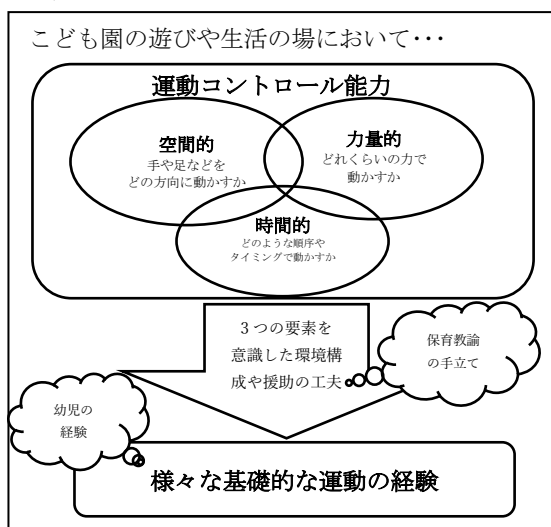 こども園の遊びや生活の場において･･･
運動コントロール能力
空間的
手や足などを
どの方向に動かすか
力量的
どれくらいの力で
動かすか
時間的
どのような順序や
タイミングで動かすか
3つの要素を
意識した環境構
成や援助の工夫
保育教諭
の手立て
幼児の
経験
様々な基礎的な運動の経験